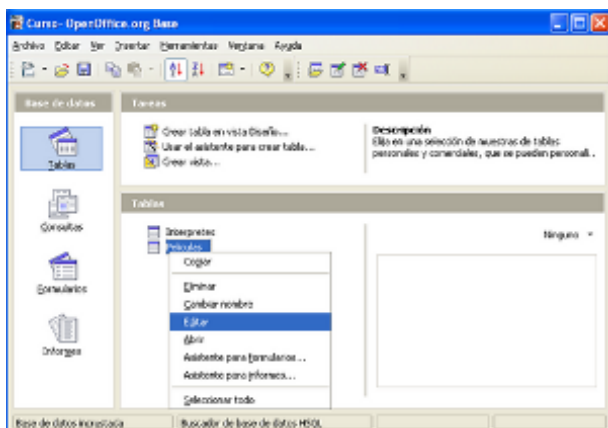 Curso - OpenOffice.org Base
Archivo Editar Ver Insertar Herramientas Ventana Ayuda
Base de datos
Tareas
Crear tabla en vista Diseño...
Usar el asistente para crear tabla...
Crear vista...
Descripción
Elija en una selección de muestras de tablas
personales y comerciales, que se pueden personali..
Tablas
Consultas
Formularios
Informes
Tablas
Interpretes
Peliculas
Ninguno
Copiar
Eliminar
Cambiar nombre
Editar
Abrir
Asistente para formularios...
Asistente para informes...
Seleccionar todo
Base de datos incrustada
Buscador de base de datos HSQL